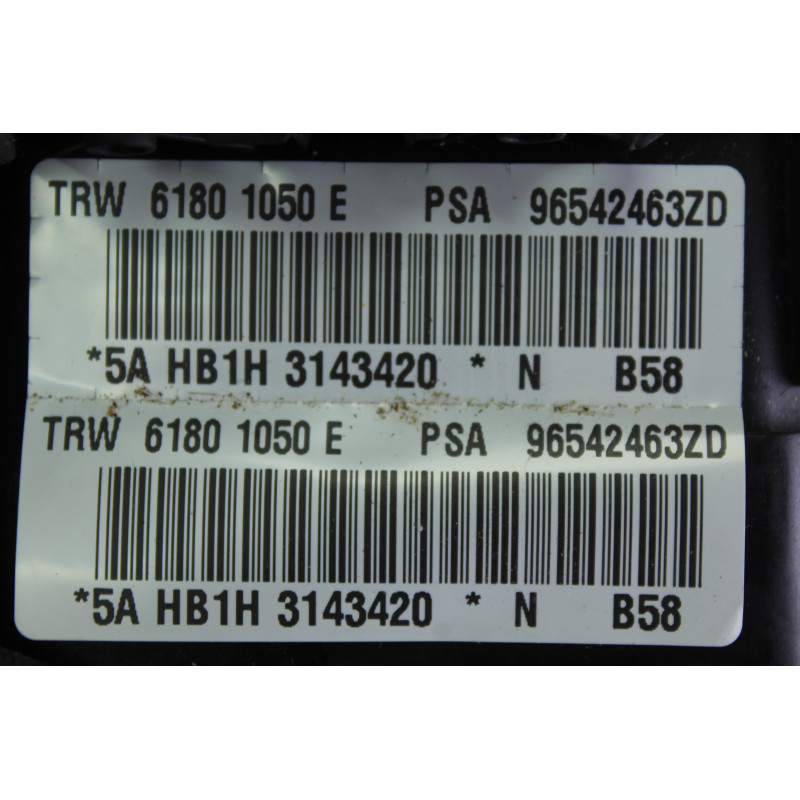 TRW 6180 1050 E PSA 96542463ZD
*5A HB1H 3143420 * N B58
TRW 6180 1050 E PSA 96542463ZD
*5A HB1H 3143420 * N B58